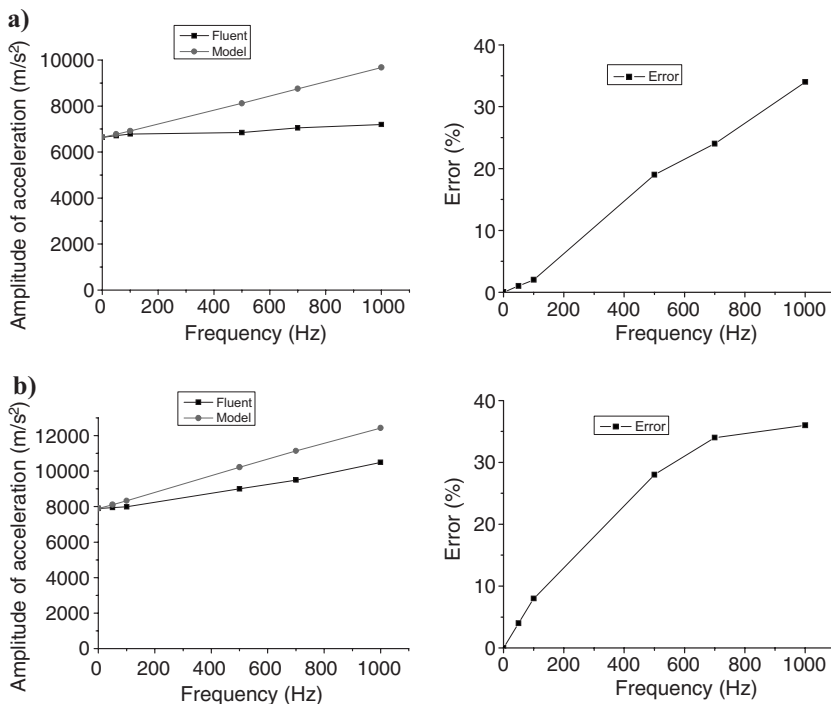 a)
Fluent
Model
Amplitude of acceleration (m/s²)
10000
8000
6000
4000
2000
0
0 200 400 600 800 1000
Frequency (Hz)
Error
Error (%)
40
30
20
10
0
0 200 400 600 800 1000
Frequency (Hz)
b)
Fluent
Model
Amplitude of acceleration (m/s²)
12000
10000
8000
6000
4000
2000
0
0 200 400 600 800 1000
Frequency (Hz)
Error
Error (%)
40
30
20
10
0
0 200 400 600 800 1000
Frequency (Hz)